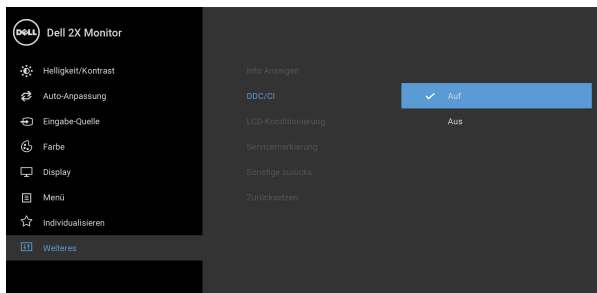 DELL
Dell 2X Monitor
Helligkeit/Kontrast
Auto-Anpassung
Eingabe-Quelle
Farbe
Display
Menü
Individualisieren
Weiteres
Info Anzeigen
DDC/CI
LCD-Konditionierung
Servicemarkierung
Sonstige zurücks.
Zurücksetzen
Auf
Aus